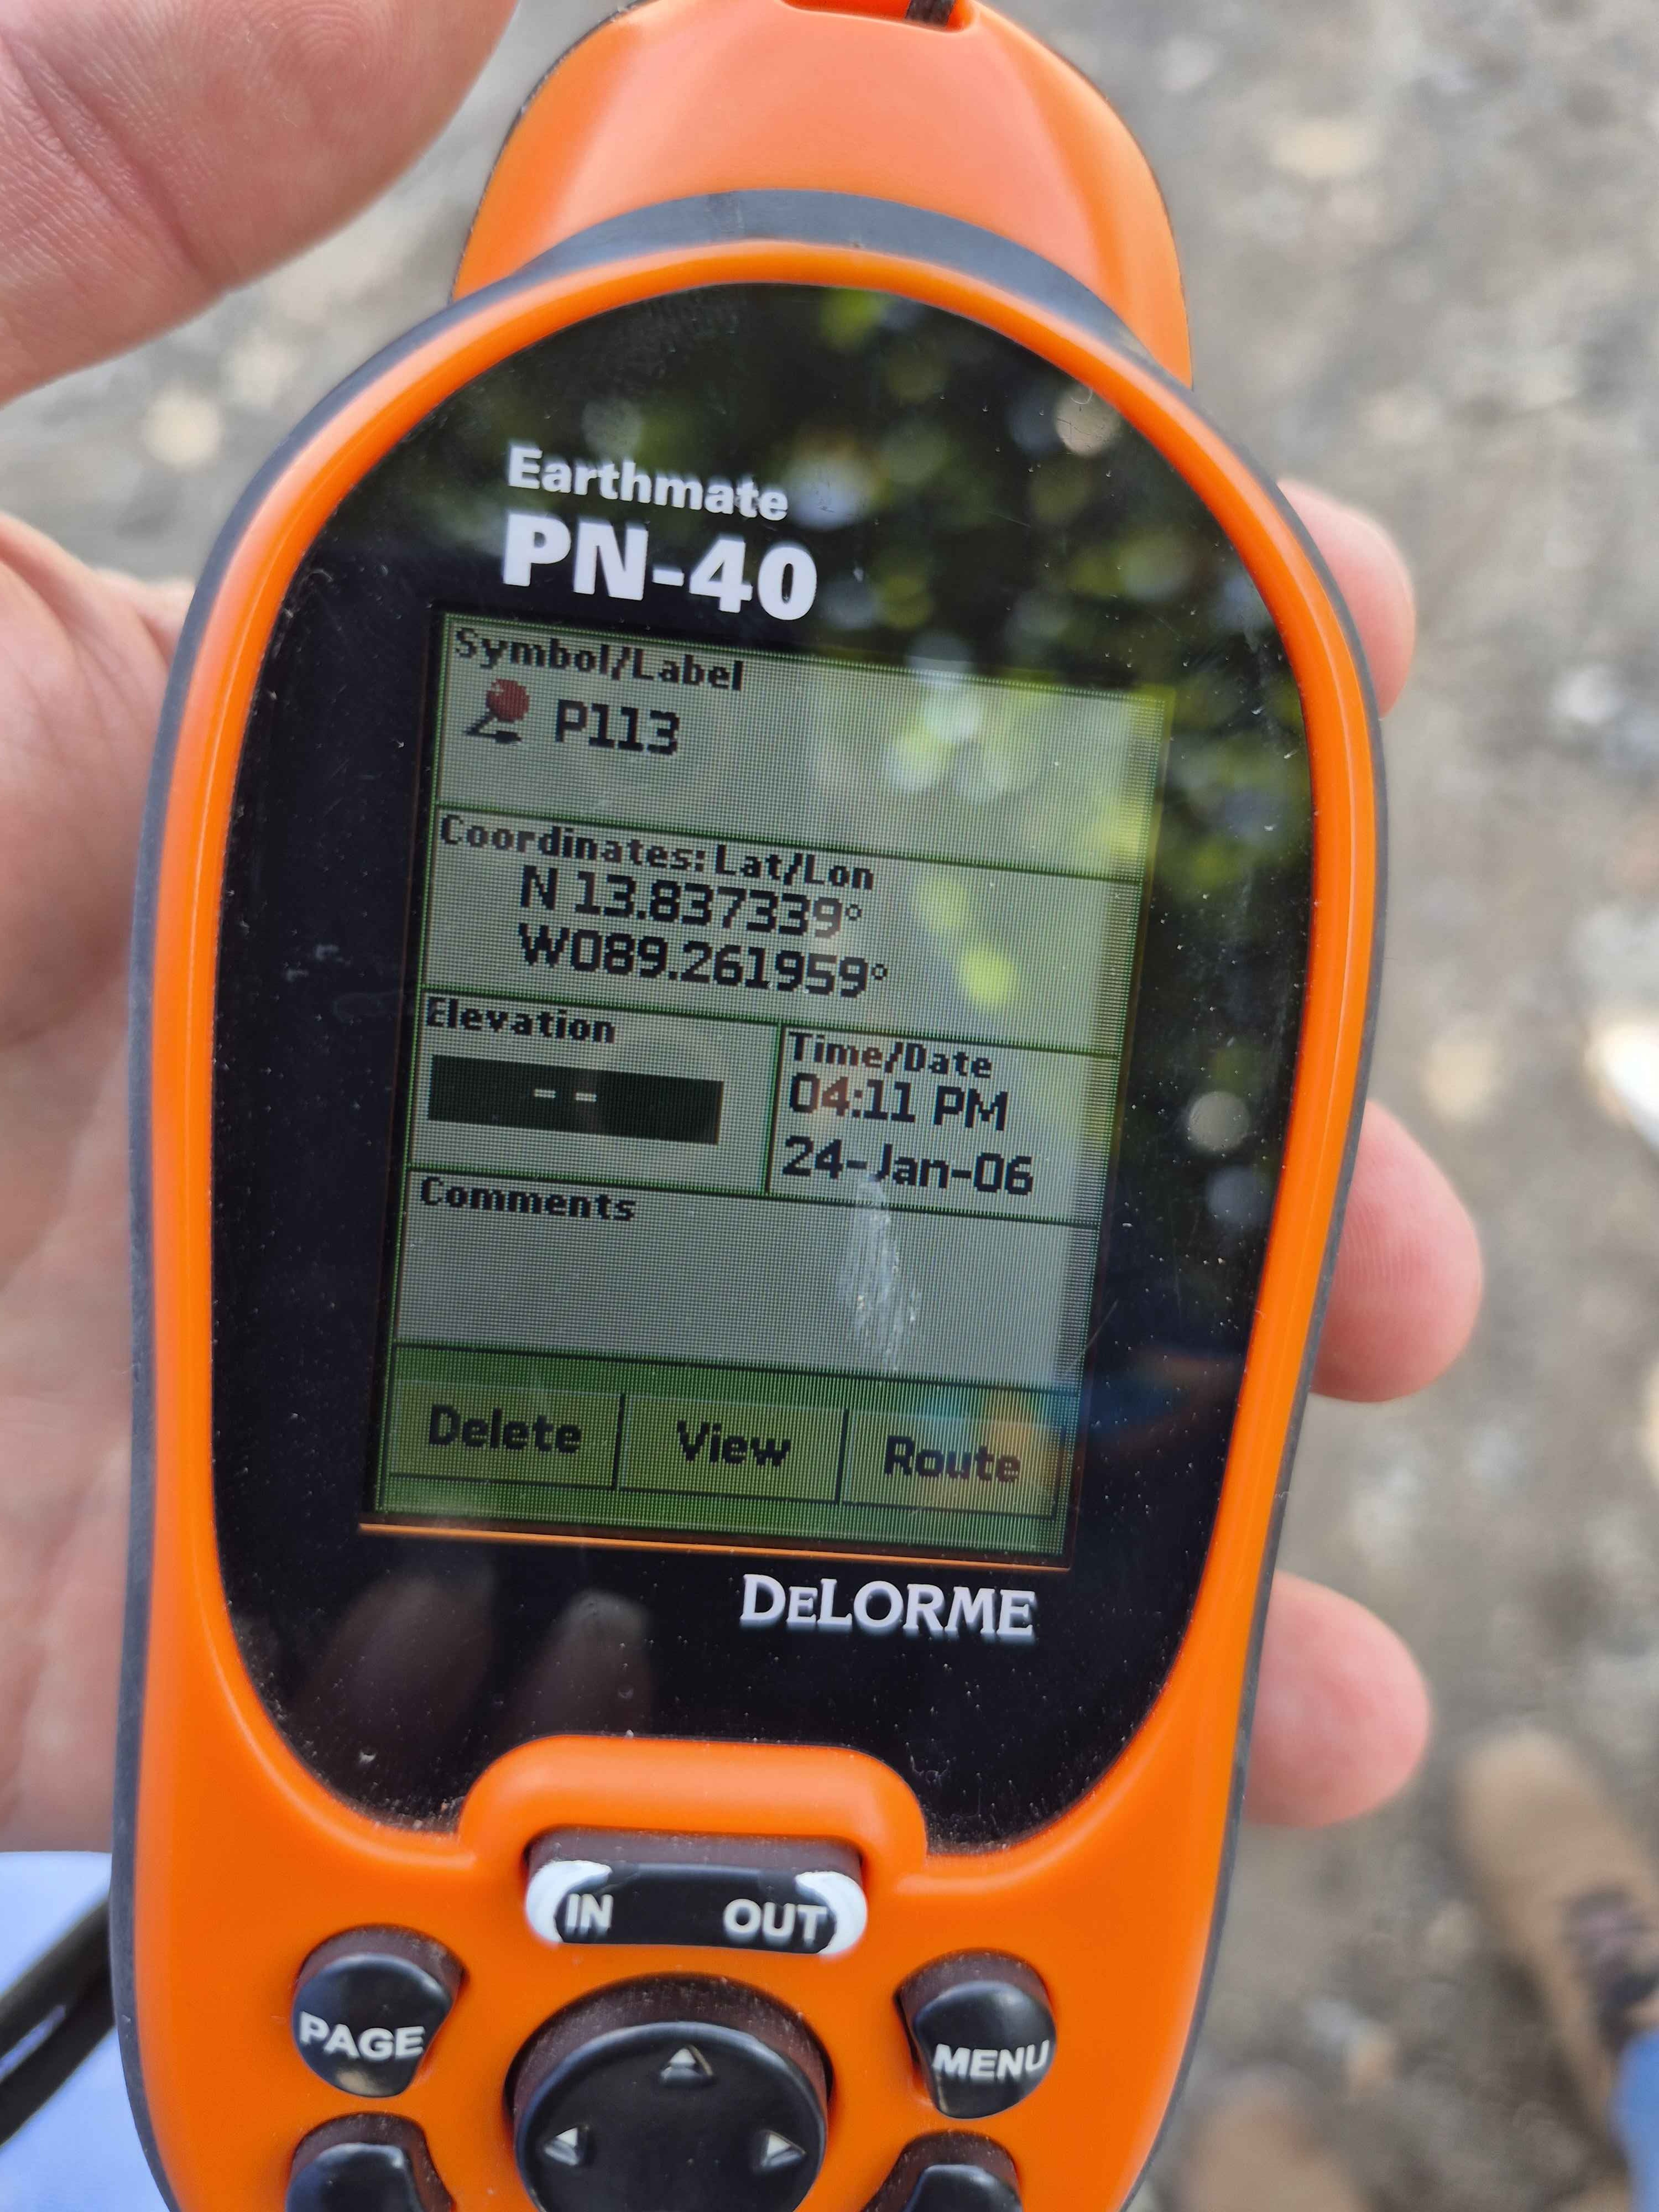 Earthmate
PN-40
Symbol/Label
P113
Coordinates: Lat/Lon
N 13.837339°
W089.261959°
Elevation
--
Time/Date
04:11 PM
24-Jan-06
Comments
Delete View Route
DELORME
IN OUT
PAGE MENU